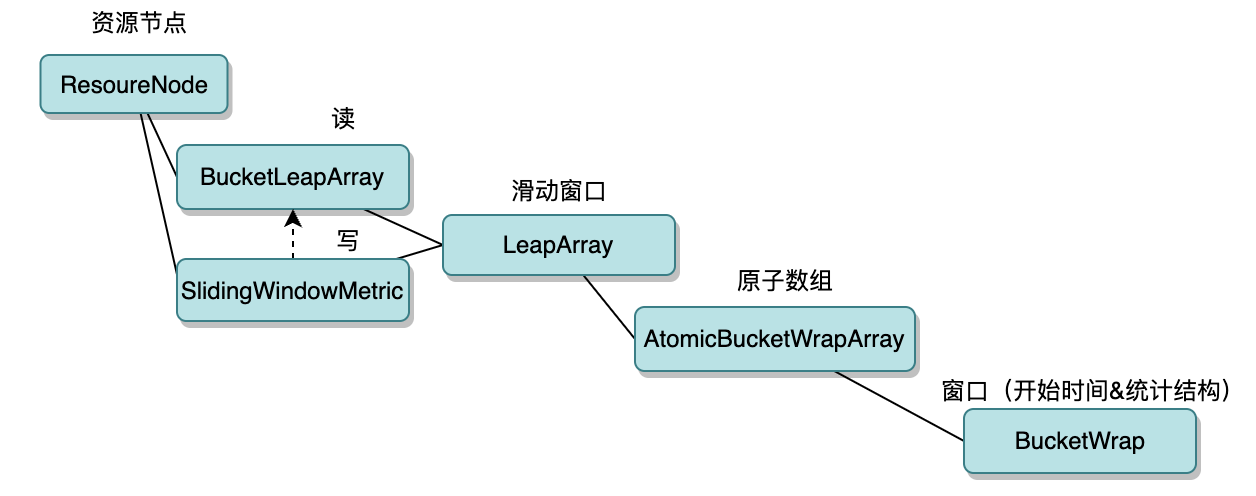 资源节点
ResoureNode
读
BucketLeapArray
写
SlidingWindowMetric
滑动窗口
LeapArray
原子数组
AtomicBucketWrapArray
窗口（开始时间&统计结构）
BucketWrap